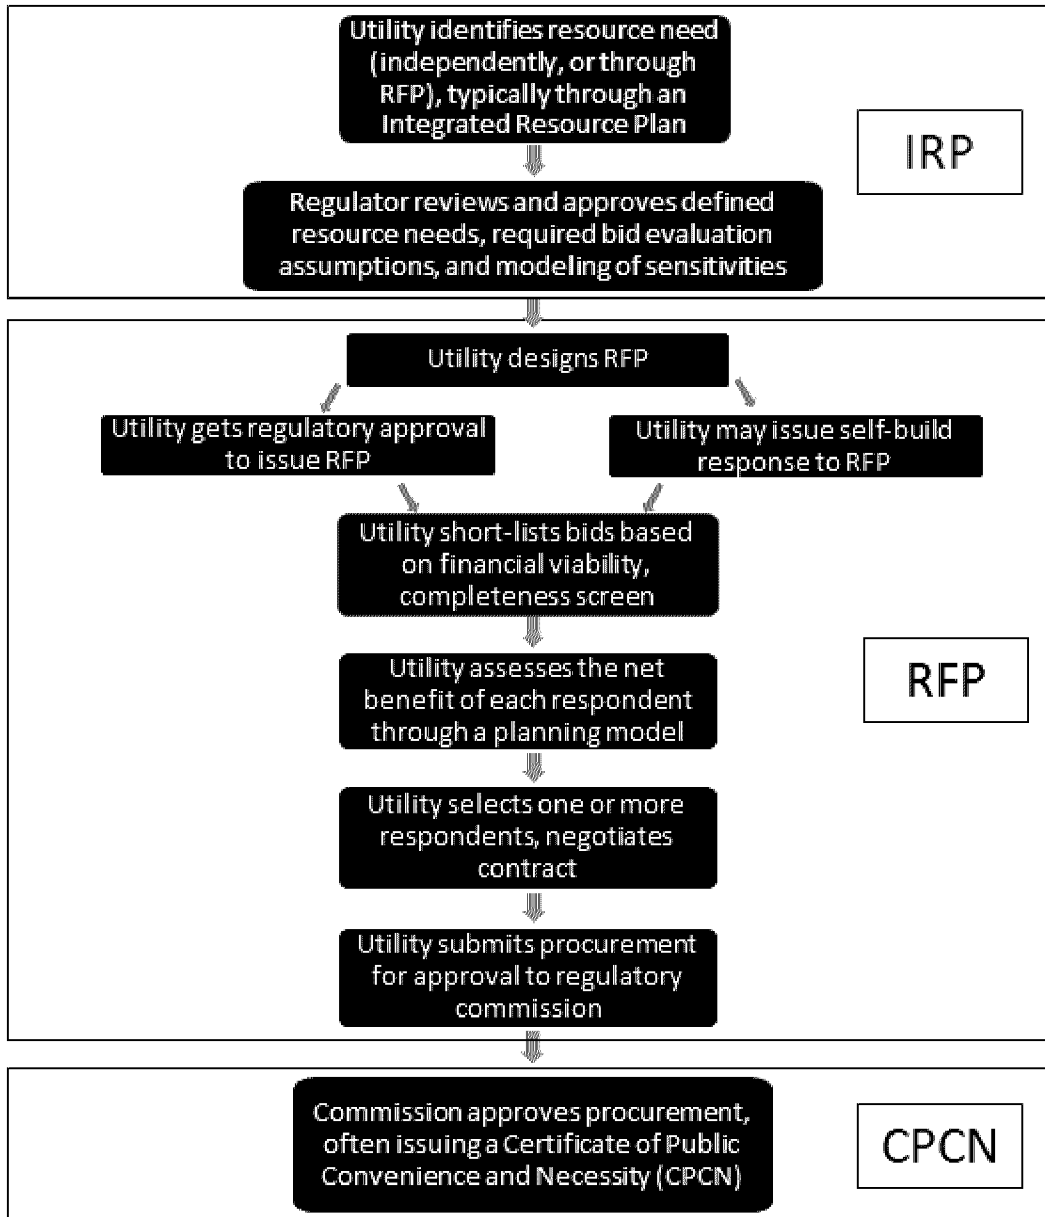 Utility identifies resource need
(independently, or through
RFP), typically through an
Integrated Resource Plan
IRP
Regulator reviews and approves defined
resource needs, required bid evaluation
assumptions, and modeling of sensitivities
Utility designs RFP
Utility gets regulatory approval
to issue RFP
Utility may issue self-build
response to RFP
Utility short-lists bids based
on financial viability,
completeness screen
Utility assesses the net
benefit of each respondent
through a planning model
RFP
Utility selects one or more
respondents, negotiates
contract
Utility submits procurement
for approval to regulatory
commission
Commission approves procurement,
often issuing a Certificate of Public
Convenience and Necessity (CPCN)
CPCN